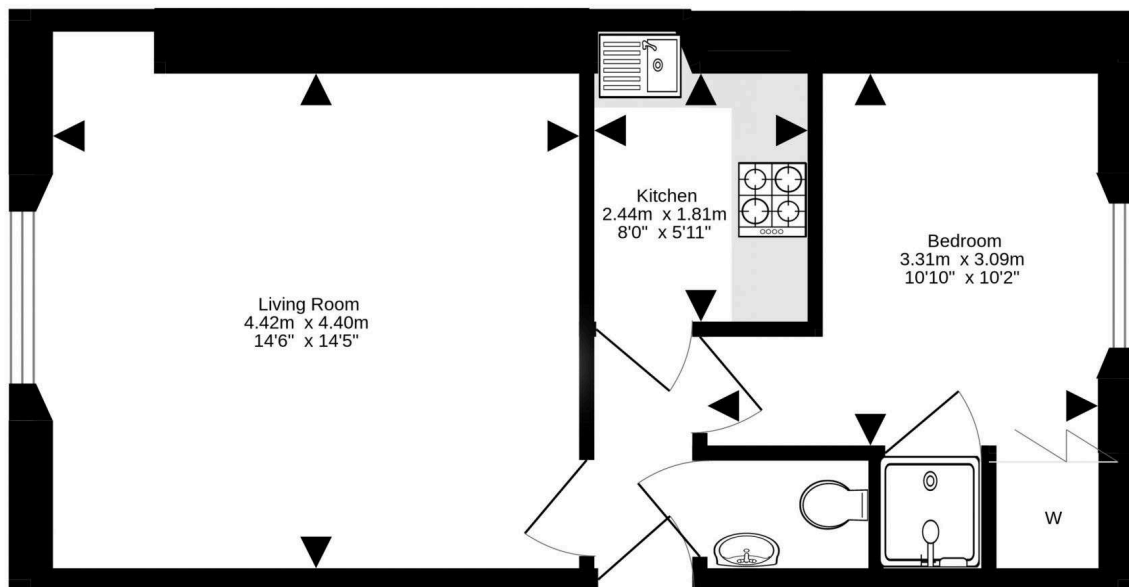 Kitchen
2.44m x 1.81m
8'0" x 5'11"
Bedroom
3.31m x 3.09m
10'10" x 10'2"
Living Room
4.42m x 4.40m
14'6" x 14'5"
W